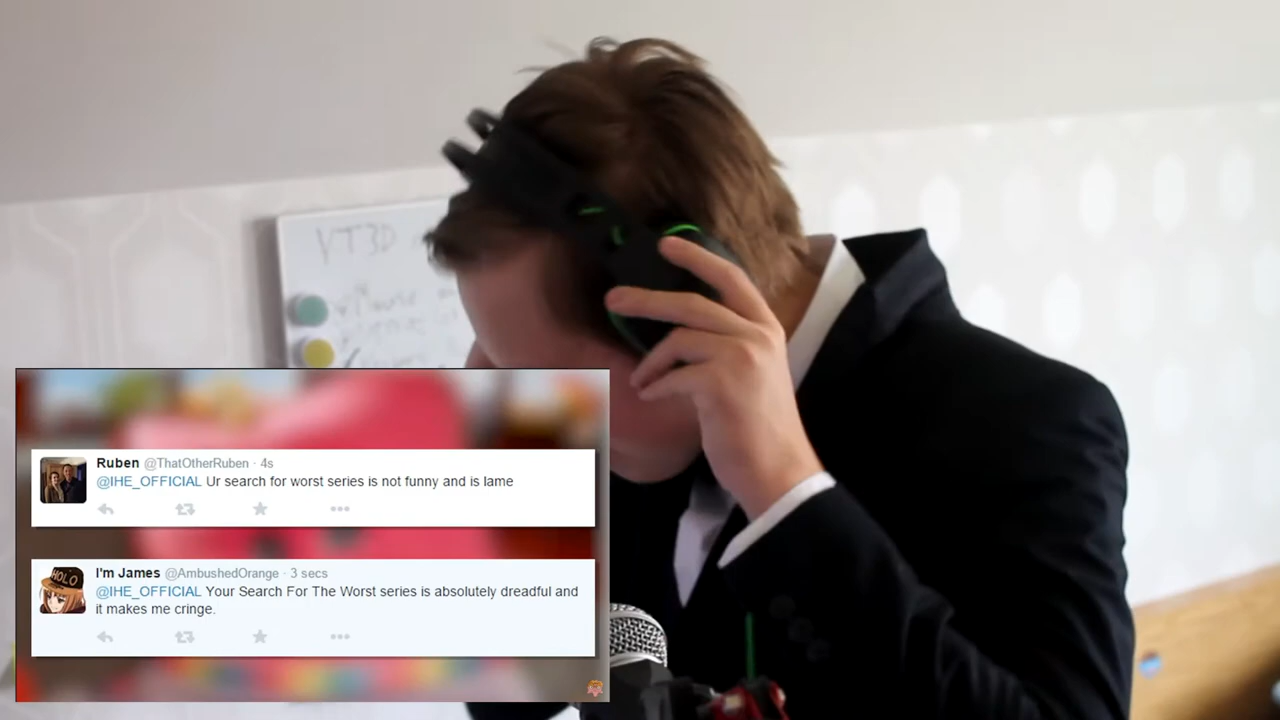 VT3D
Ruben @ThatOtherRuben · 4s
@IHE_OFFICIAL Ur search for worst series is not funny and is lame
HOLO
I'm James @AmbushedOrange · 3 secs
@IHE_OFFICIAL Your Search For The Worst series is absolutely dreadful and
it makes me cringe.